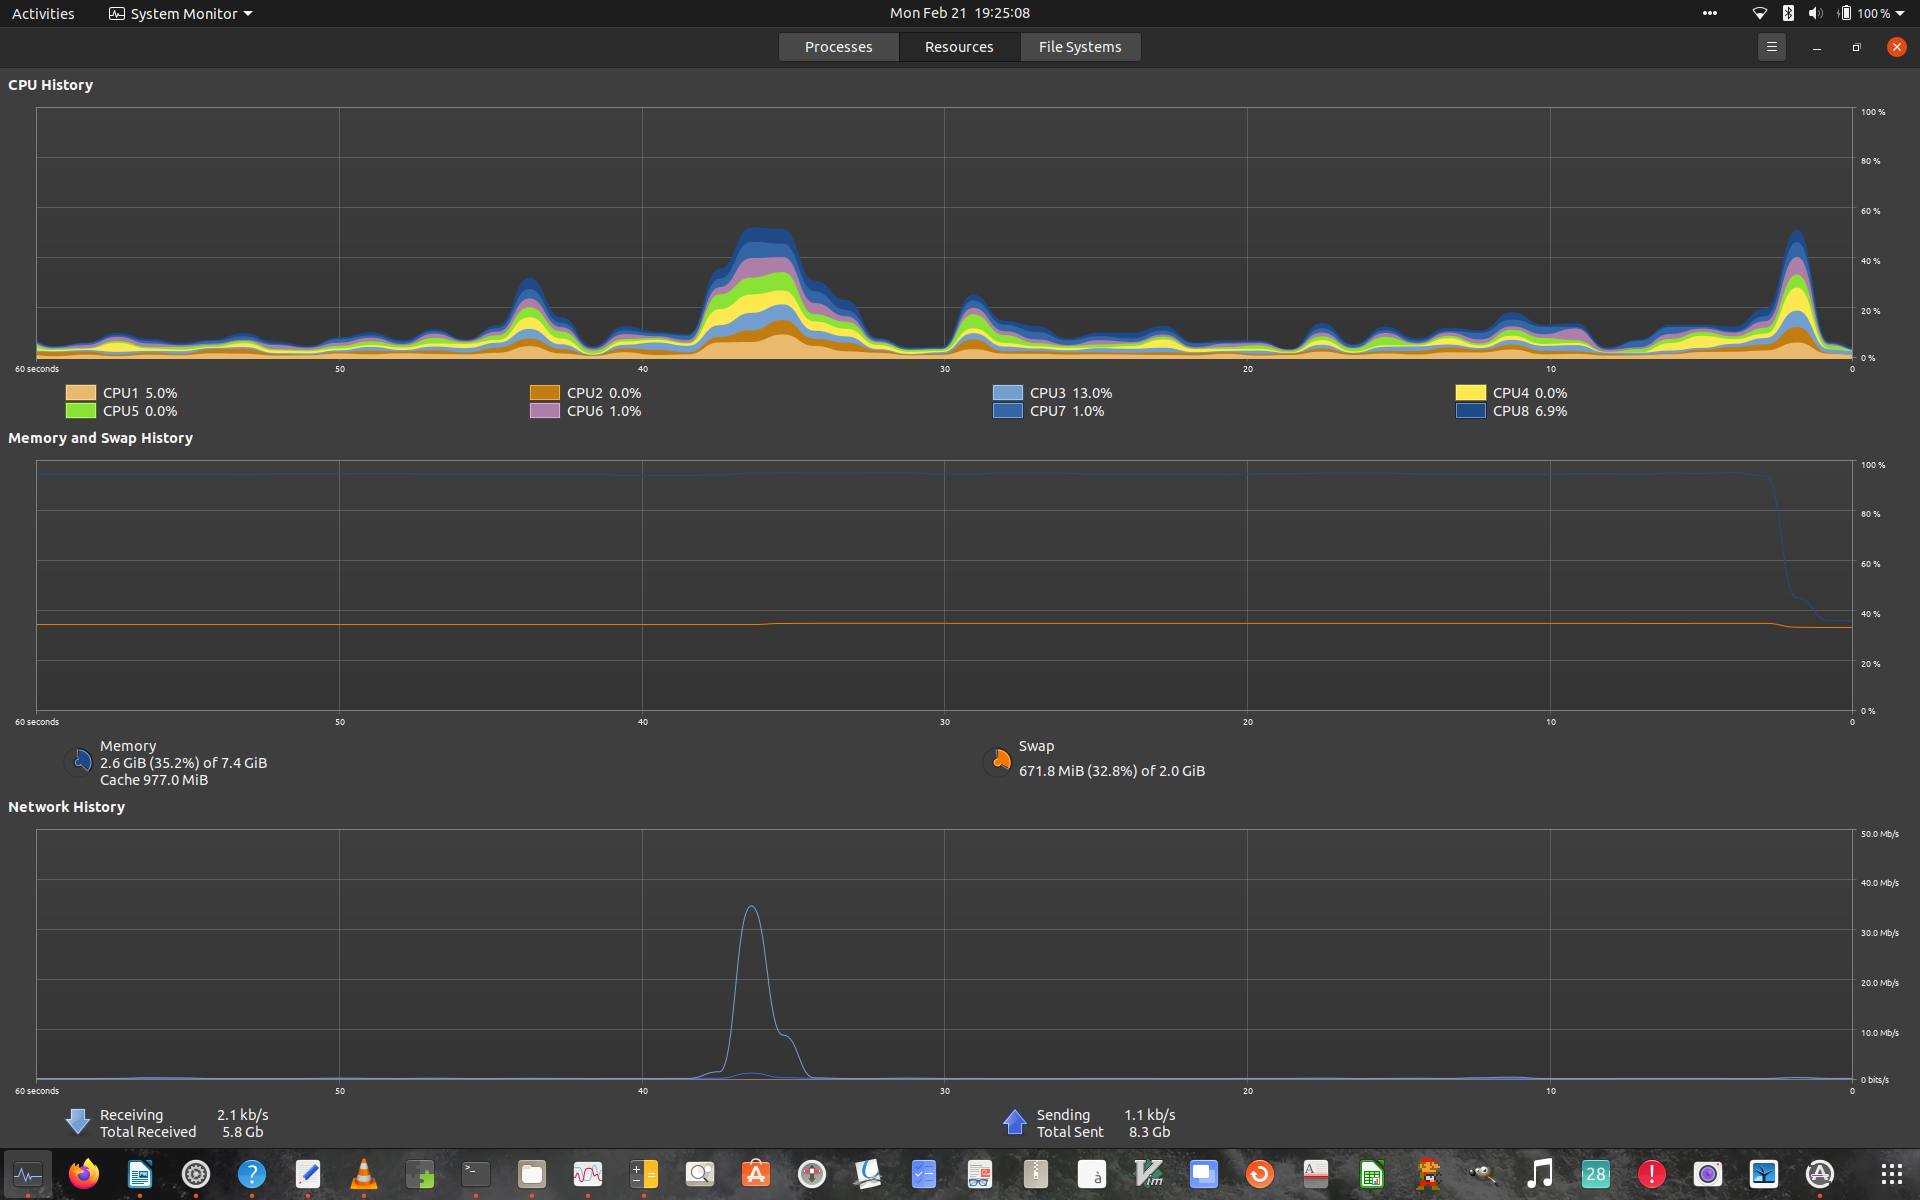 Activities System Monitor Mon Feb 21 19:25:08 100 %
Processes Resources File Systems
CPU History
100 %
80 %
60 %
40 %
20 %
0 %
60 seconds 50 40 30 20 10 0
CPU1 5.0% CPU2 0.0% CPU3 13.0% CPU4 0.0%
CPU5 0.0% CPU6 1.0% CPU7 1.0% CPU8 6.9%
Memory and Swap History
100 %
80 %
60 %
40 %
20 %
0 %
60 seconds 50 40 30 20 10 0
Memory
2.6 GiB (35.2%) of 7.4 GiB
Cache 977.0 MiB
Swap
671.8 MiB (32.8%) of 2.0 GiB
Network History
50.0 Mb/s
40.0 Mb/s
30.0 Mb/s
20.0 Mb/s
10.0 Mb/s
0 bits/s
60 seconds 50 40 30 20 10 0
Receiving 2.1 kb/s
Total Received 5.8 Gb
Sending 1.1 kb/s
Total Sent 8.3 Gb
? >_ A à Vim A 28 ! A